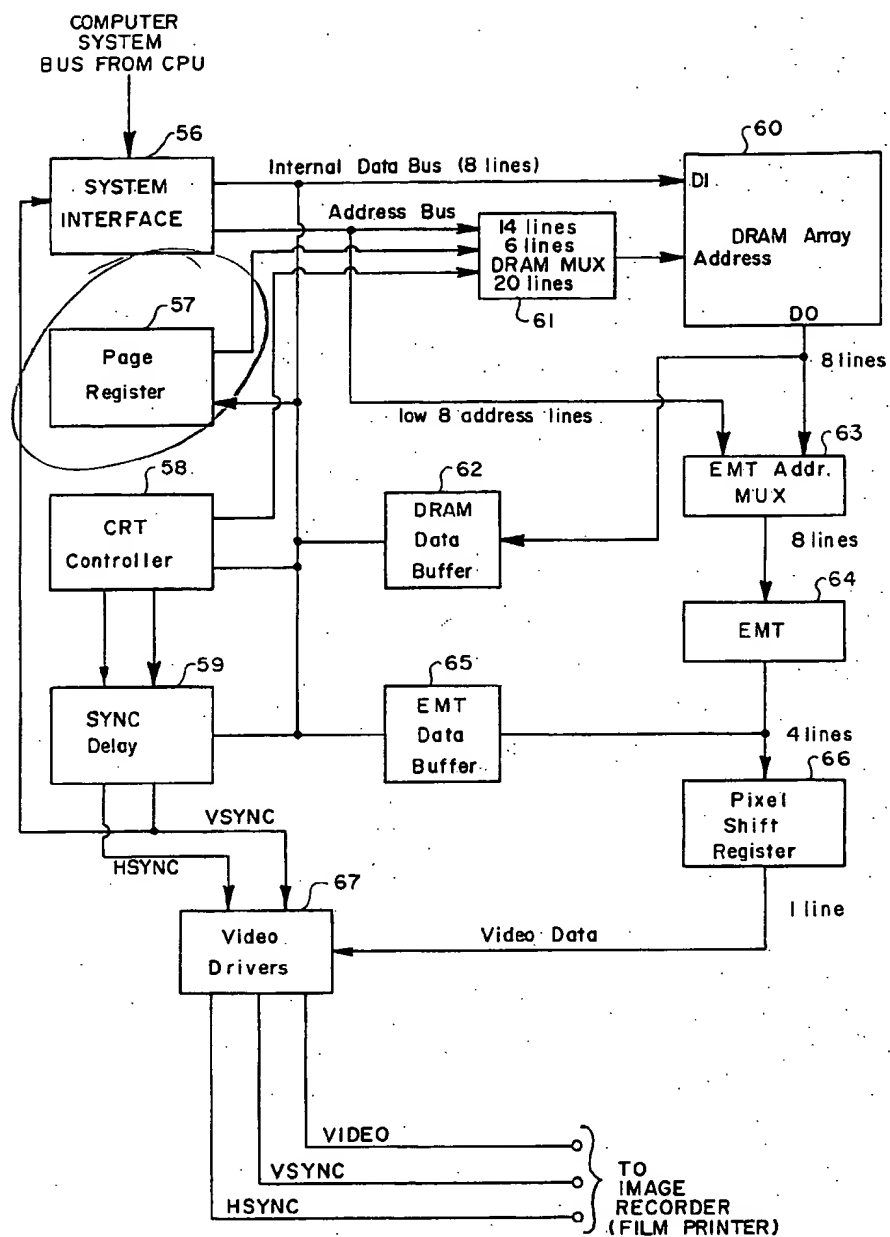 COMPUTER
SYSTEM
BUS FROM CPU
56
SYSTEM
INTERFACE
Internal Data Bus (8 lines)
Address Bus
14 lines
6 lines
DRAM MUX
20 lines
61
60
DI
DRAM Array
Address
DO
8 lines
57
Page
Register
low 8 address lines
63
EMT Addr.
MUX
8 lines
58
CRT
Controller
62
DRAM
Data
Buffer
64
EMT
59
SYNC
Delay
65
EMT
Data
Buffer
4 lines
66
Pixel
Shift
Register
1 line
VSYNC
HSYNC
67
Video
Drivers
Video Data
VIDEO
VSYNC
HSYNC
TO
IMAGE
RECORDER
(FILM PRINTER)